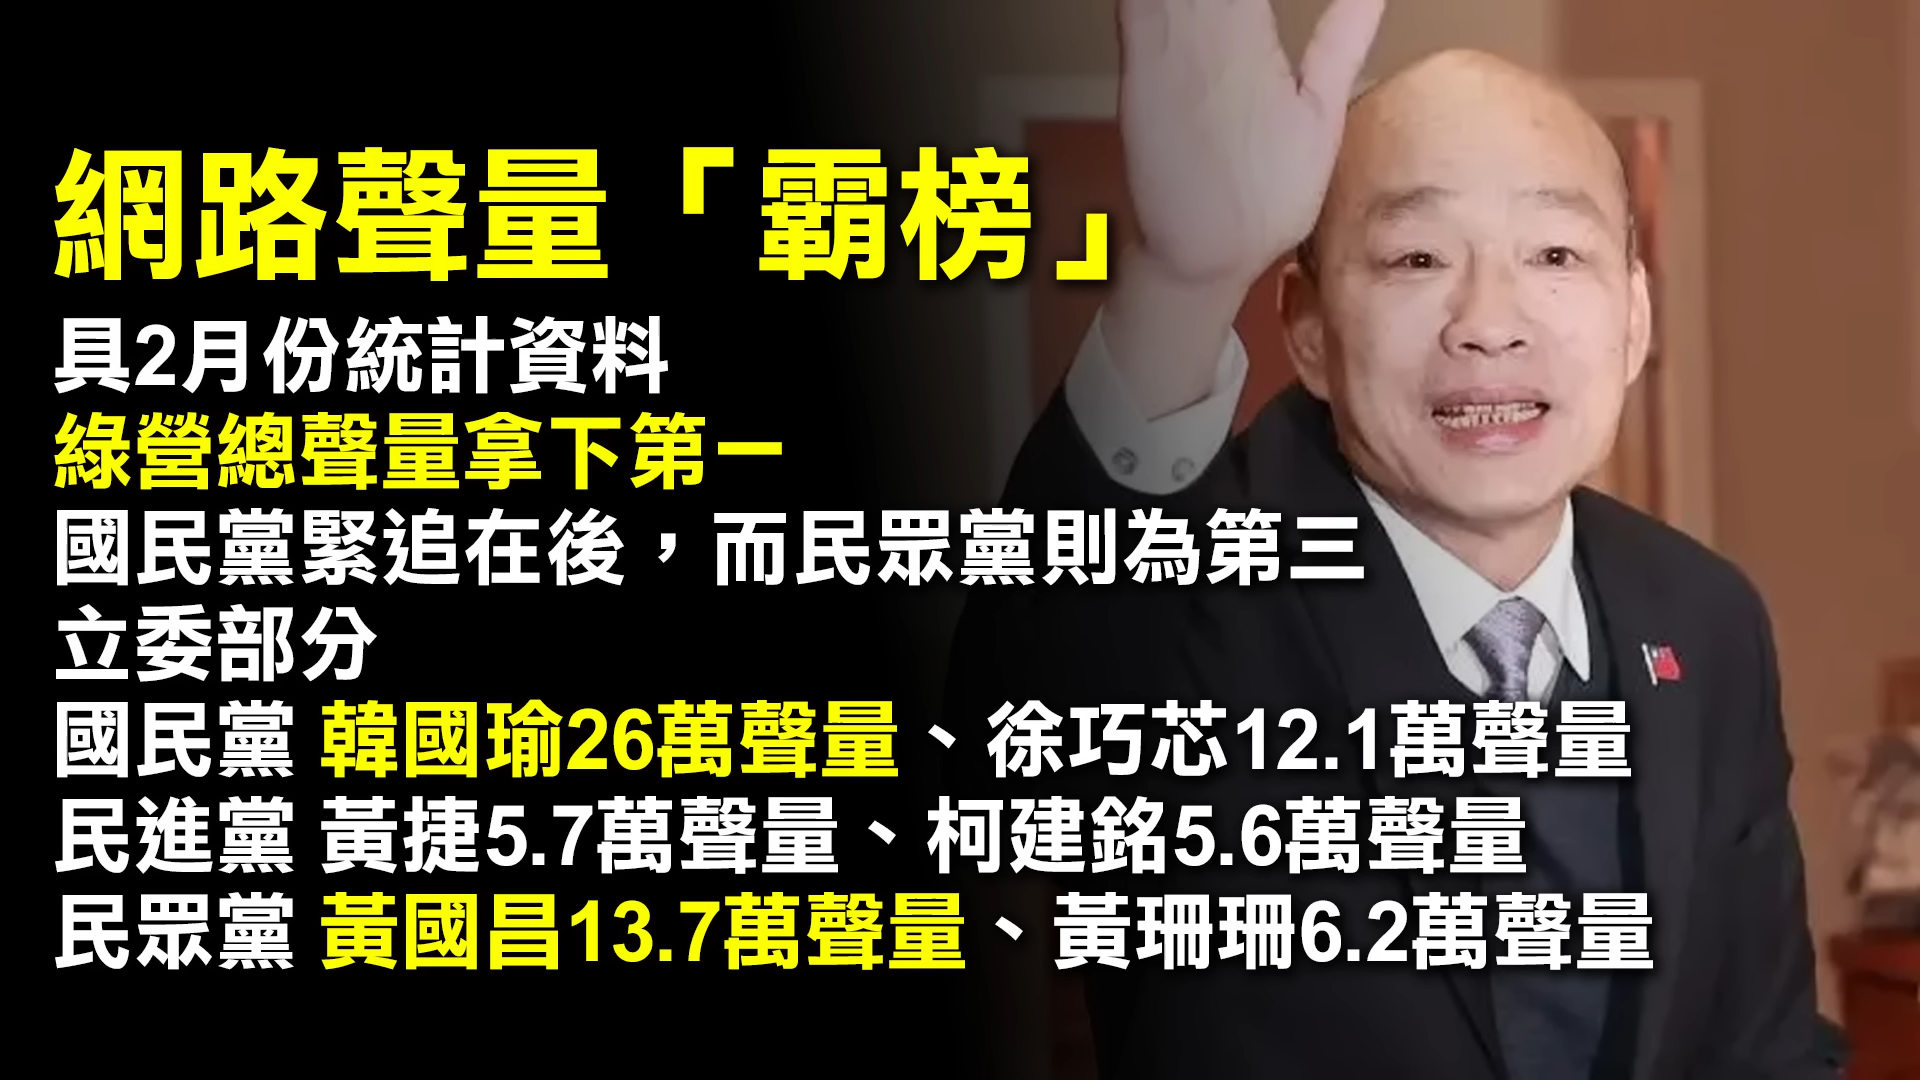 網路聲量「霸榜」
具2月份統計資料
綠營總聲量拿下第一
國民黨緊追在後，而民眾黨則為第三
立委部分
國民黨 韓國瑜26萬聲量、徐巧芯12.1萬聲量
民進黨 黃捷5.7萬聲量、柯建銘5.6萬聲量
民眾黨 黃國昌13.7萬聲量、黃珊珊6.2萬聲量